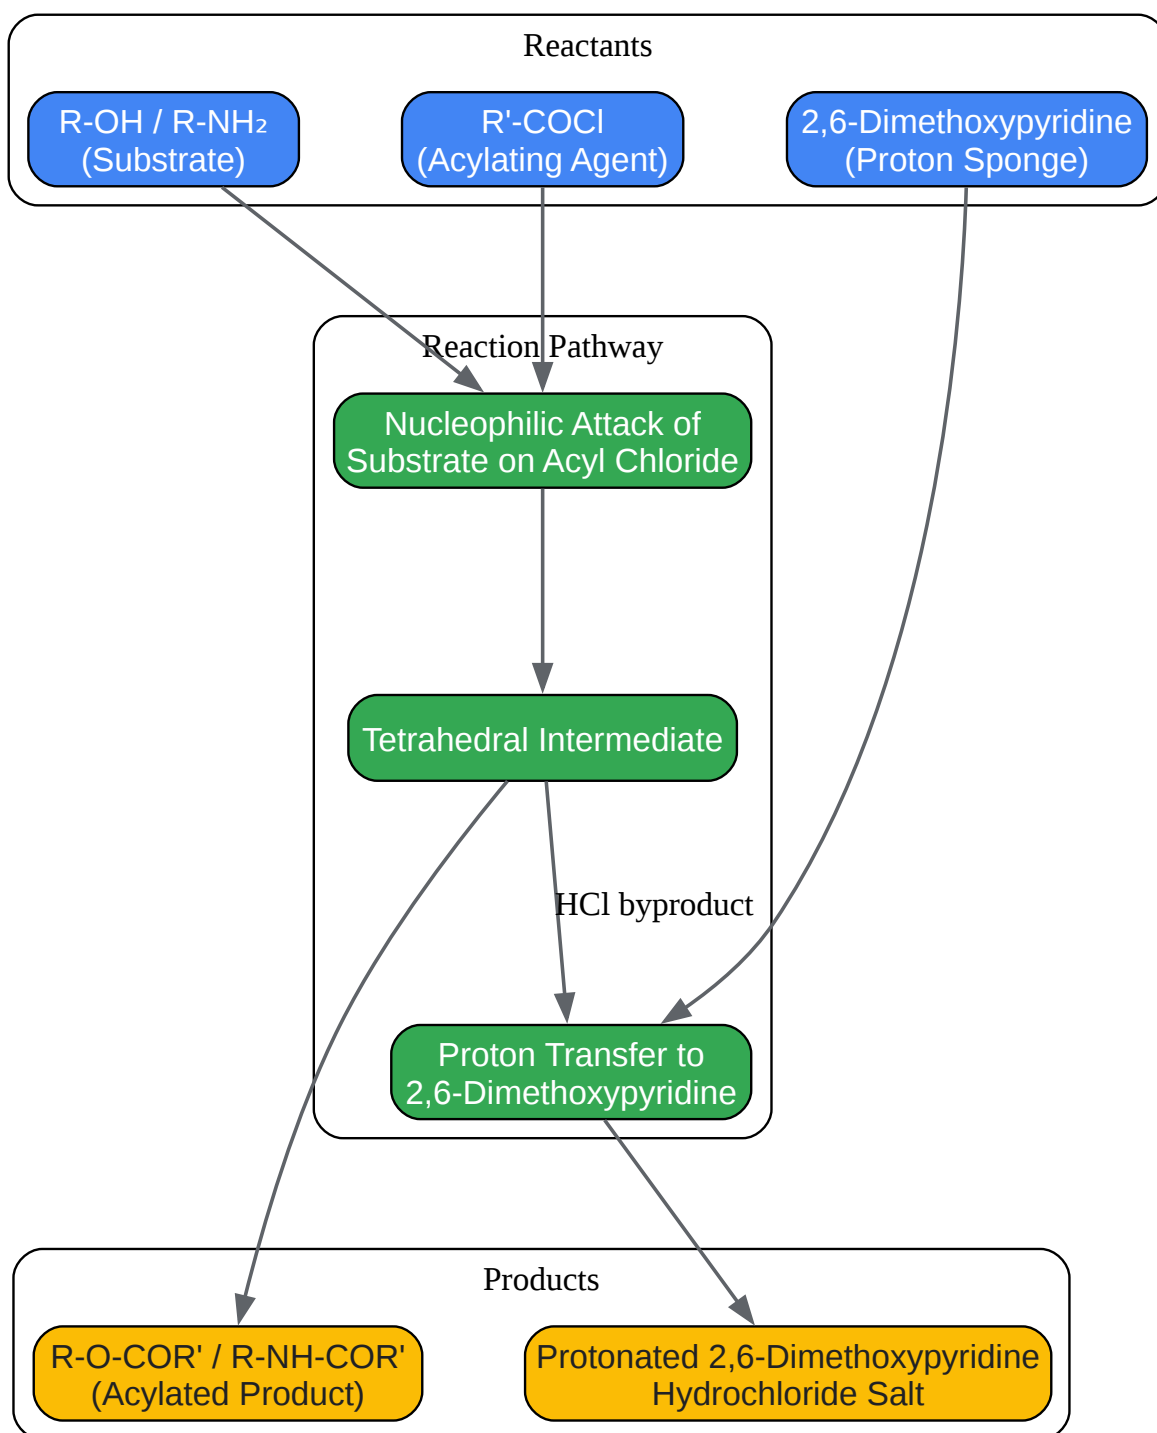 Reactants
R-OH / R-NH₂
(Substrate)
R'-COCl
(Acylating Agent)
2,6-Dimethoxypyridine
(Proton Sponge)
Reaction Pathway
Nucleophilic Attack of
Substrate on Acyl Chloride
Tetrahedral Intermediate
HCl byproduct
Proton Transfer to
2,6-Dimethoxypyridine
Products
R-O-COR' / R-NH-COR'
(Acylated Product)
Protonated 2,6-Dimethoxypyridine
Hydrochloride Salt